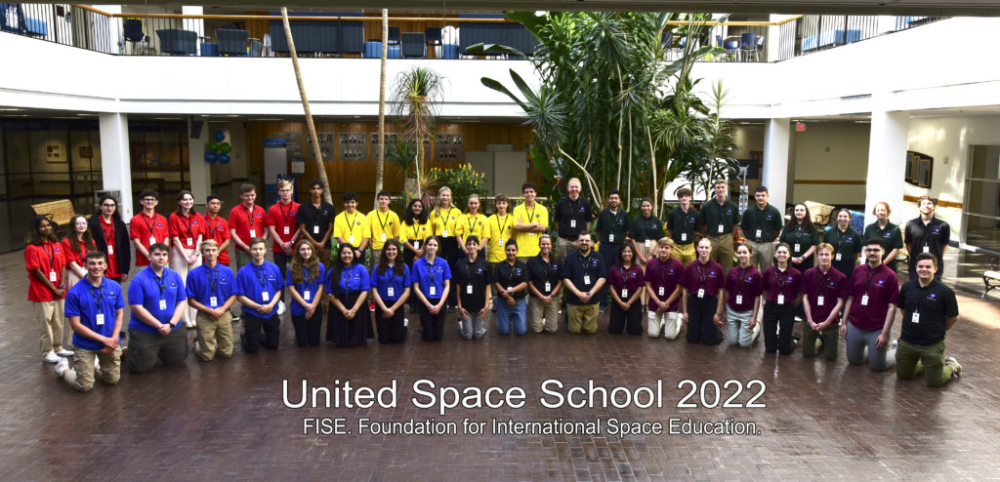 United Space School 2022
FISE. Foundation for International Space Education.